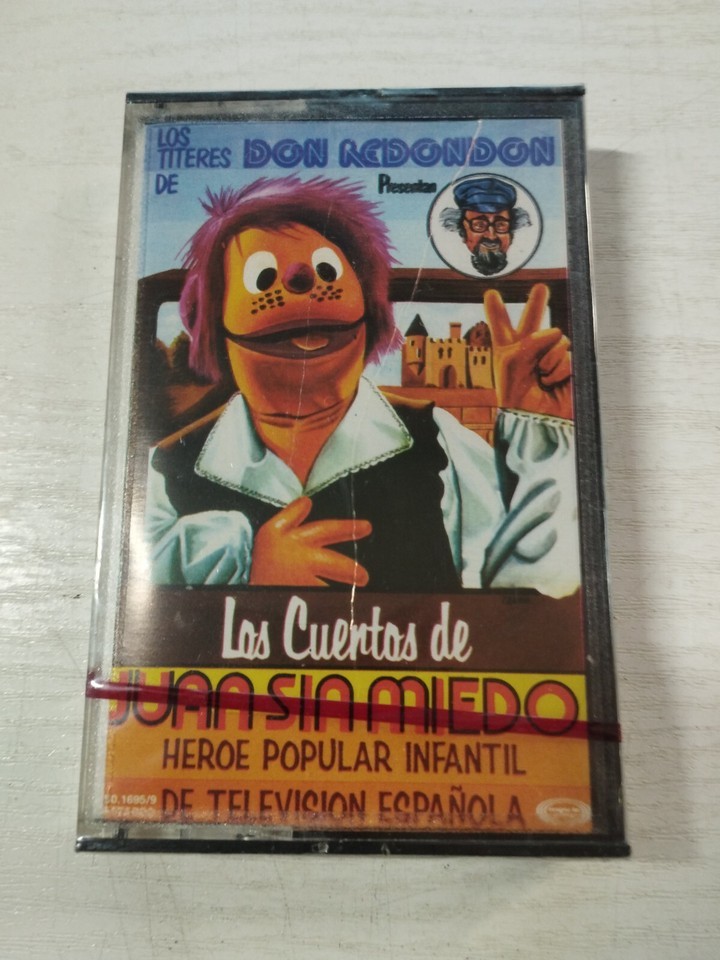 LOS
TITERES DON REDONDON
DE Presentan
Los Cuentos de
JUAN SIN MIEDO
HEROE POPULAR INFANTIL
DE TELEVISION ESPAÑOLA